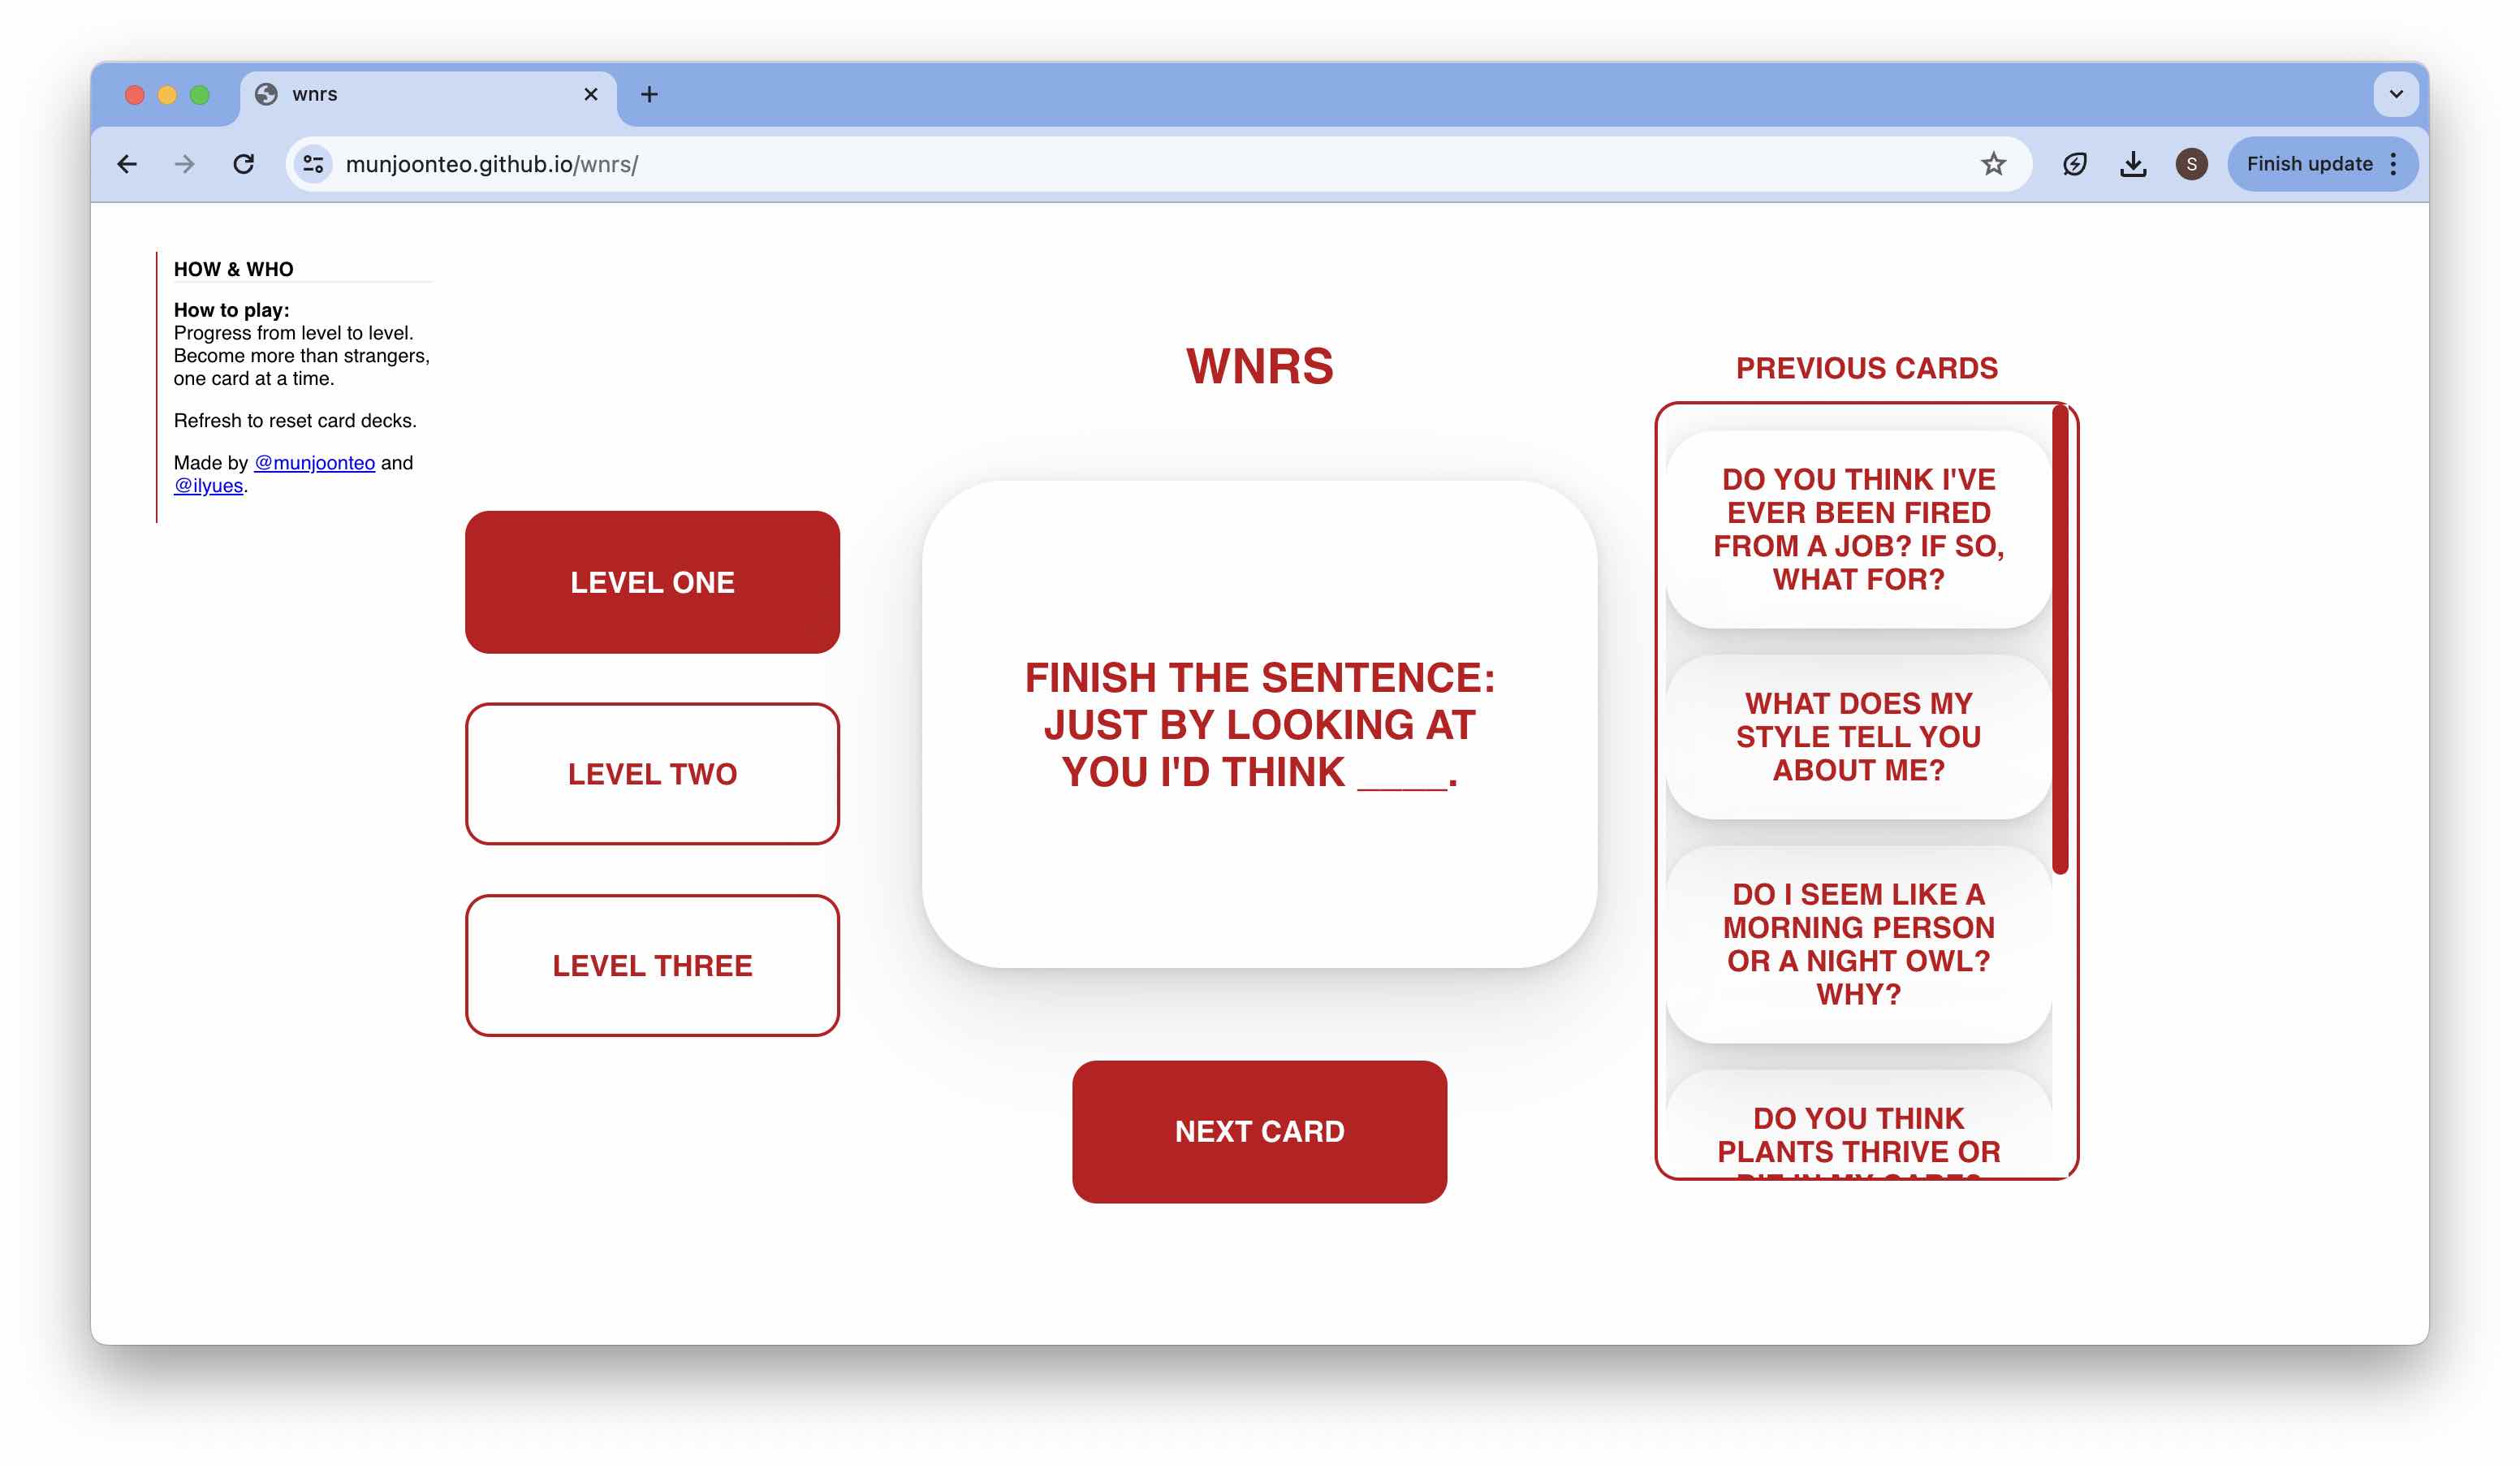 wnrs
munjoonteo.github.io/wnrs/
S
Finish update
HOW & WHO
How to play:
Progress from level to level.
Become more than strangers,
one card at a time.
Refresh to reset card decks.
Made by @munjoonteo and
@ilyues.
LEVEL ONE
LEVEL TWO
LEVEL THREE
WNRS
FINISH THE SENTENCE:
JUST BY LOOKING AT
YOU I'D THINK ____.
NEXT CARD
PREVIOUS CARDS
DO YOU THINK I'VE
EVER BEEN FIRED
FROM A JOB? IF SO,
WHAT FOR?
WHAT DOES MY
STYLE TELL YOU
ABOUT ME?
DO I SEEM LIKE A
MORNING PERSON
OR A NIGHT OWL?
WHY?
DO YOU THINK
PLANTS THRIVE OR